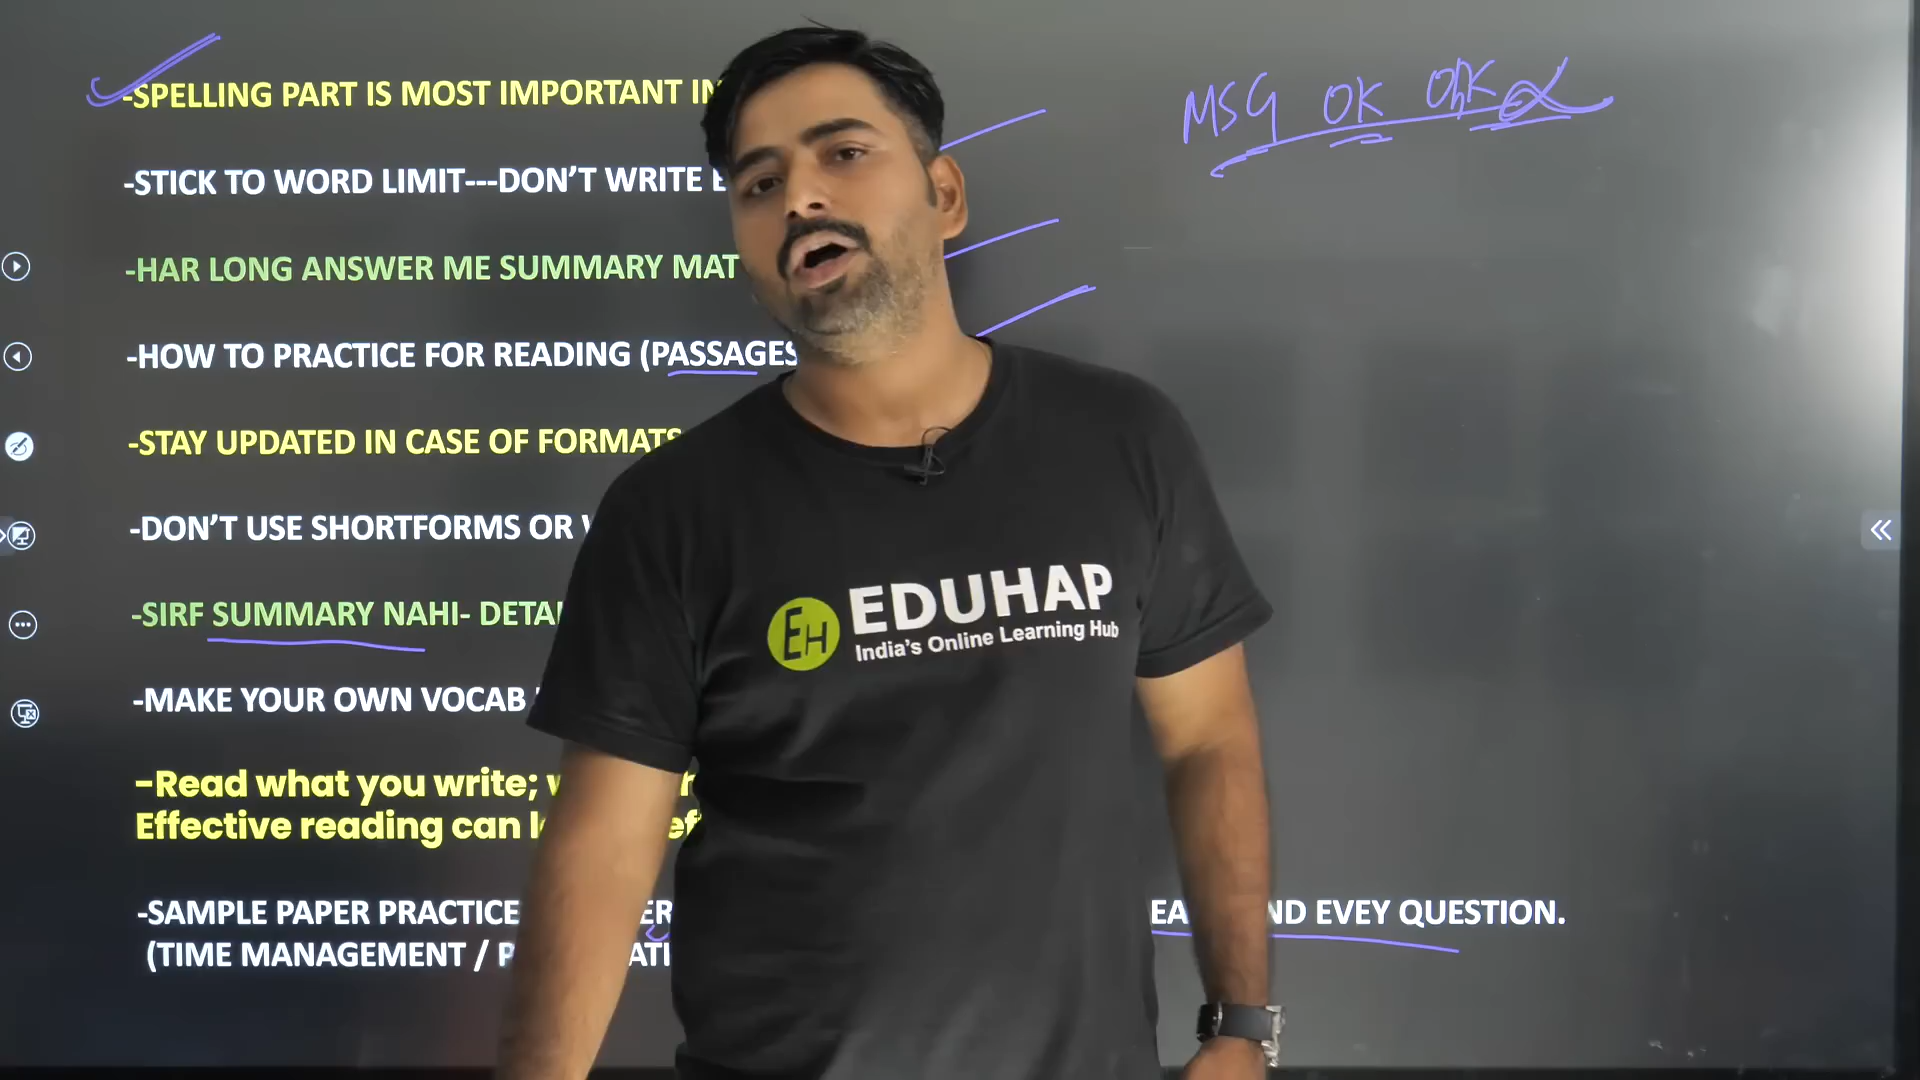 -SPELLING PART IS MOST IMPORTANT IN
MSG OK
-STICK TO WORD LIMIT---DON'T WRITE
-HAR LONG ANSWER ME SUMMARY MAT
-HOW TO PRACTICE FOR READING (PASSAGES
-STAY UPDATED IN CASE OF FORMATS
-DON'T USE SHORTFORMS OR
-SIRF SUMMARY NAHI- DETAI
-MAKE YOUR OWN VOCAB
-Read what you write;
Effective reading can
-SAMPLE PAPER PRACTICE EVEY QUESTION.
(TIME MANAGEMENT /
EH EDUHAP
India's Online Learning Hub